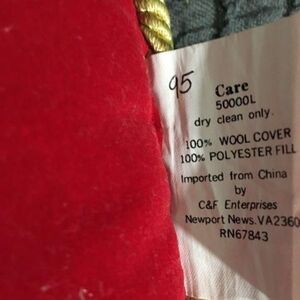 95
Care
50000L
dry clean only.
100% WOOL COVER
100% POLYESTER FILL
Imported from China
by
C&F Enterprises
Newport News.VA2360
RN67843